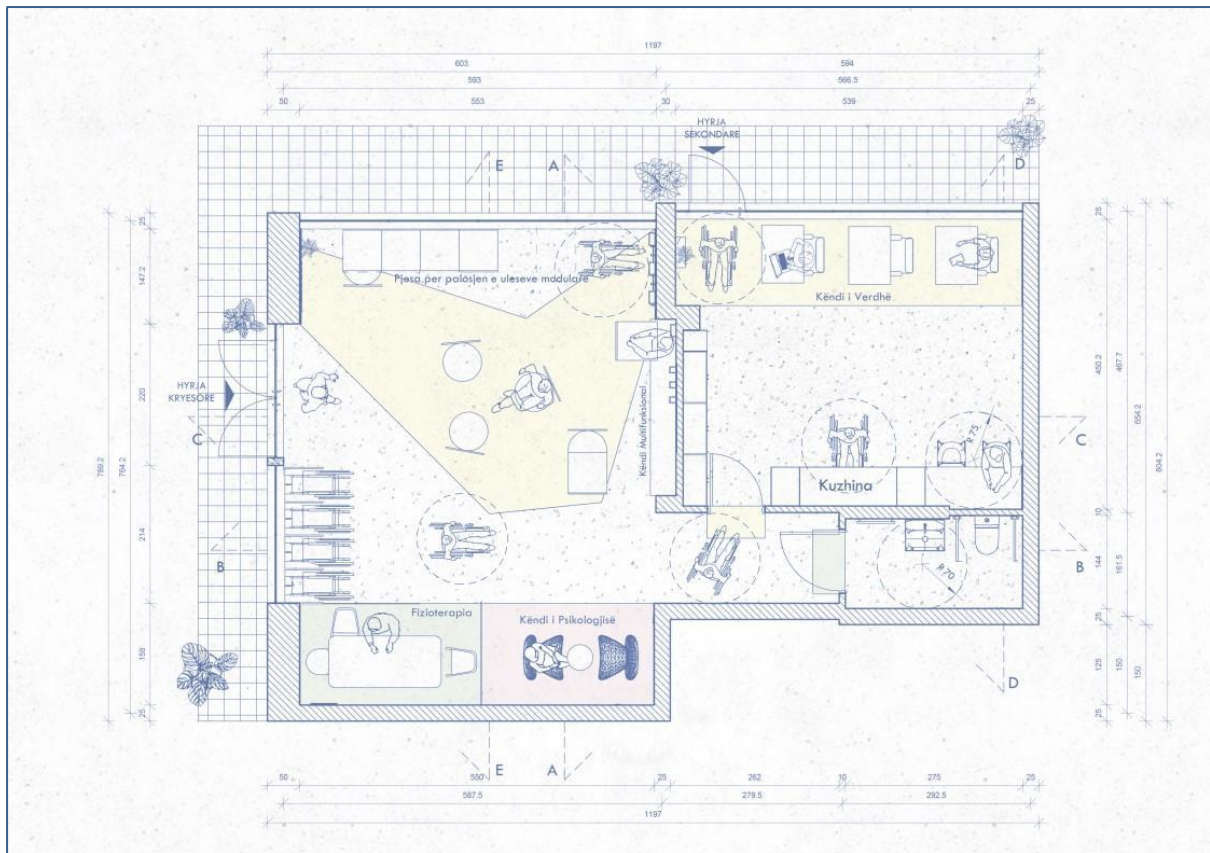 1197
603
594
593
566.5
50
553
30
539
25
HYRJA
SEKONDARE
E
A
D
Pjesa per palosjen e uleseve modulare
Këndi i Verdhë
HYRJA
KRYESORE
C
C
Këndi Multifunksional
R 75
Kuzhina
B
B
R 70
Fizioterapia
Këndi i Psikologjisë
D
E
A
25
147.2
220
214
158
25
789.2
764.2
25
450.2
10
144
25
125
25
467.7
161.5
150
654.2
150
804.2
50
550
25
262
10
275
25
567.5
279.5
292.5
1197